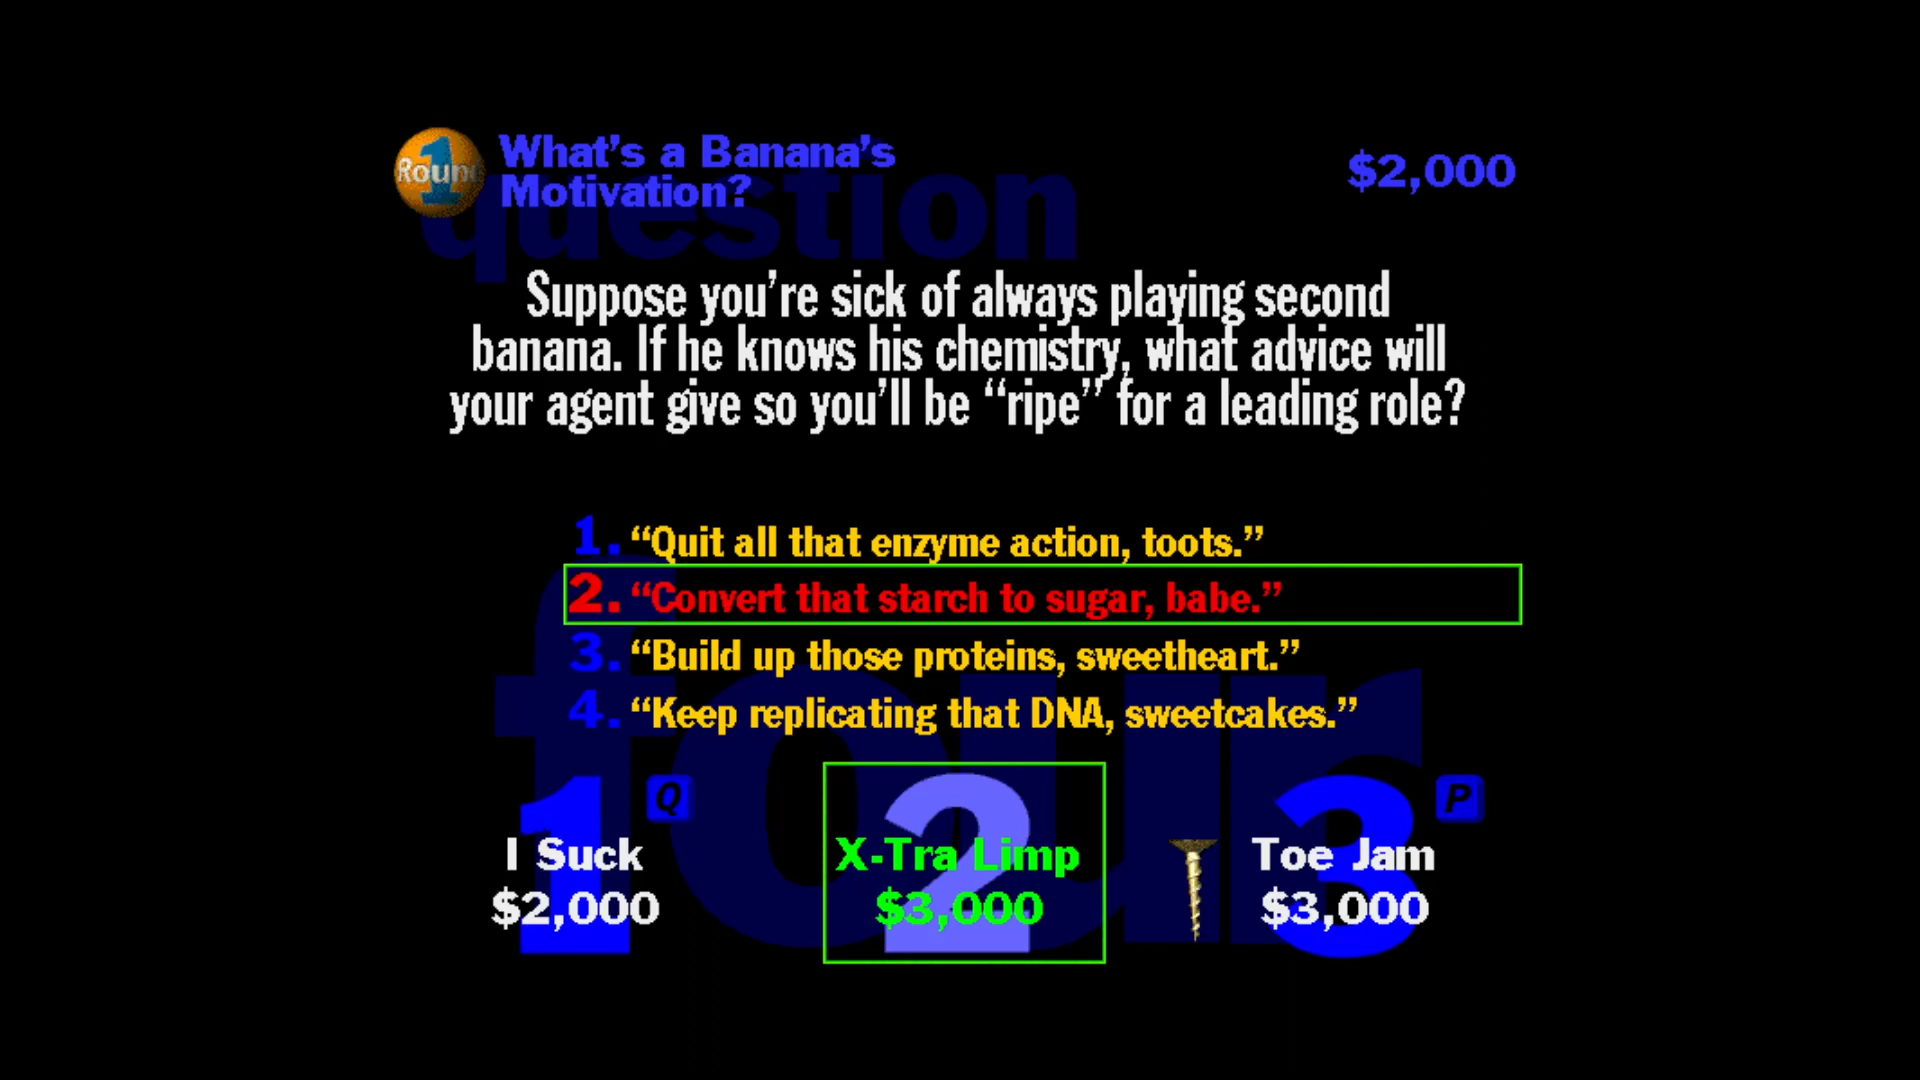 Round 1
What's a Banana's
Motivation?
$2,000
question
Suppose you're sick of always playing second
banana. If he knows his chemistry, what advice will
your agent give so you'll be “ripe” for a leading role?
1. “Quit all that enzyme action, toots.”
2. “Convert that starch to sugar, babe.”
3. “Build up those proteins, sweetheart.”
4. “Keep replicating that DNA, sweetcakes.”
four
1 Q
I Suck
$2,000
2
X-Tra Limp
$3,000
3 P
Toe Jam
$3,000